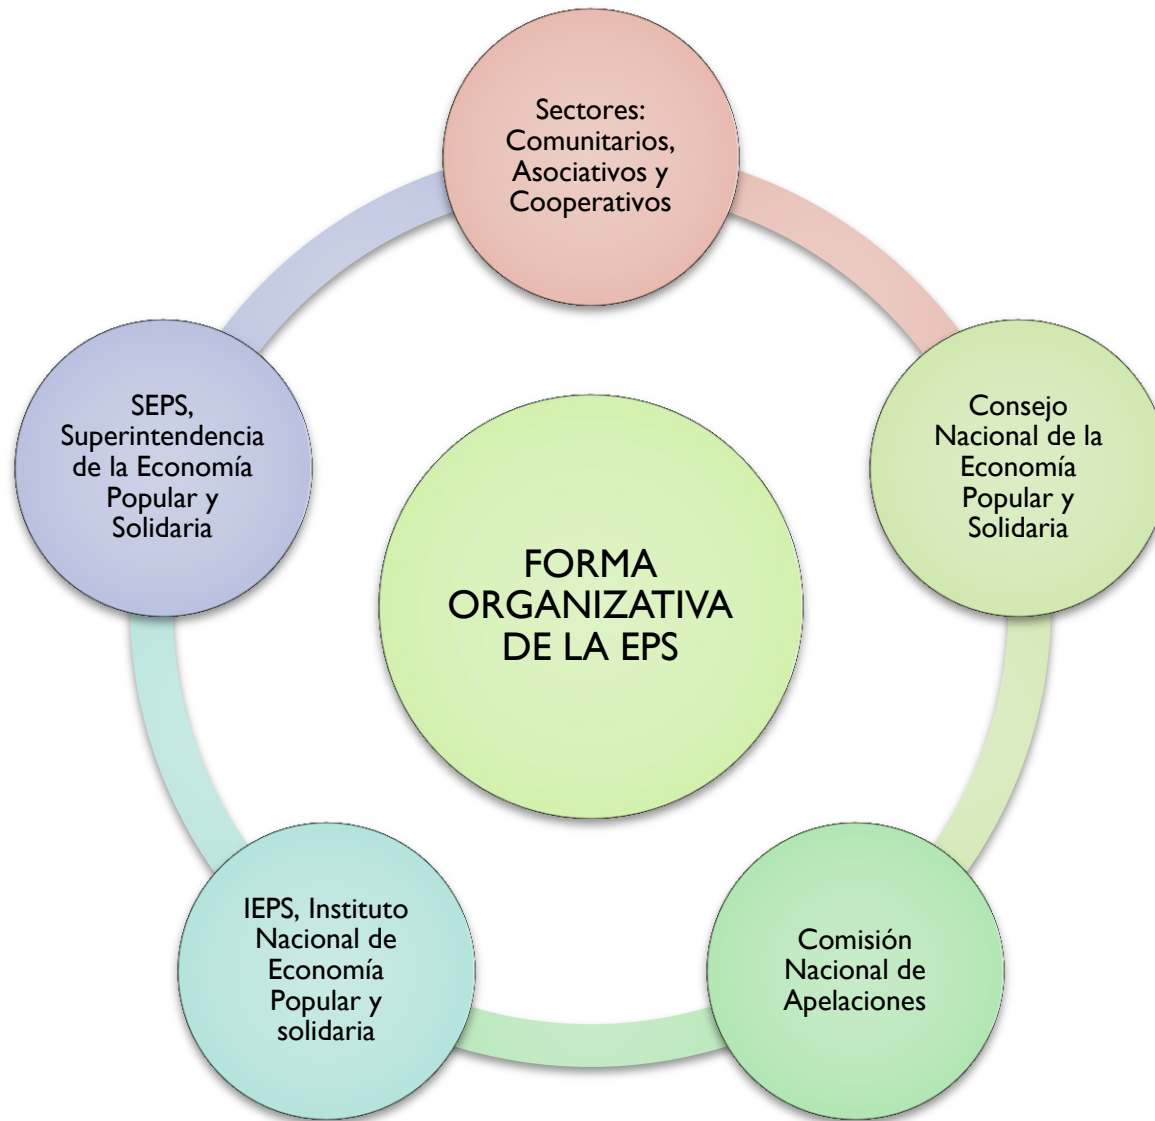 Sectores:
Comunitarios,
Asociativos y
Cooperativos
Consejo
Nacional de la
Economía
Popular y
Solidaria
Comisión
Nacional de
Apelaciones
IEPS, Instituto
Nacional de
Economía
Popular y
solidaria
SEPS,
Superintendencia
de la Economía
Popular y
Solidaria
FORMA
ORGANIZATIVA
DE LA EPS